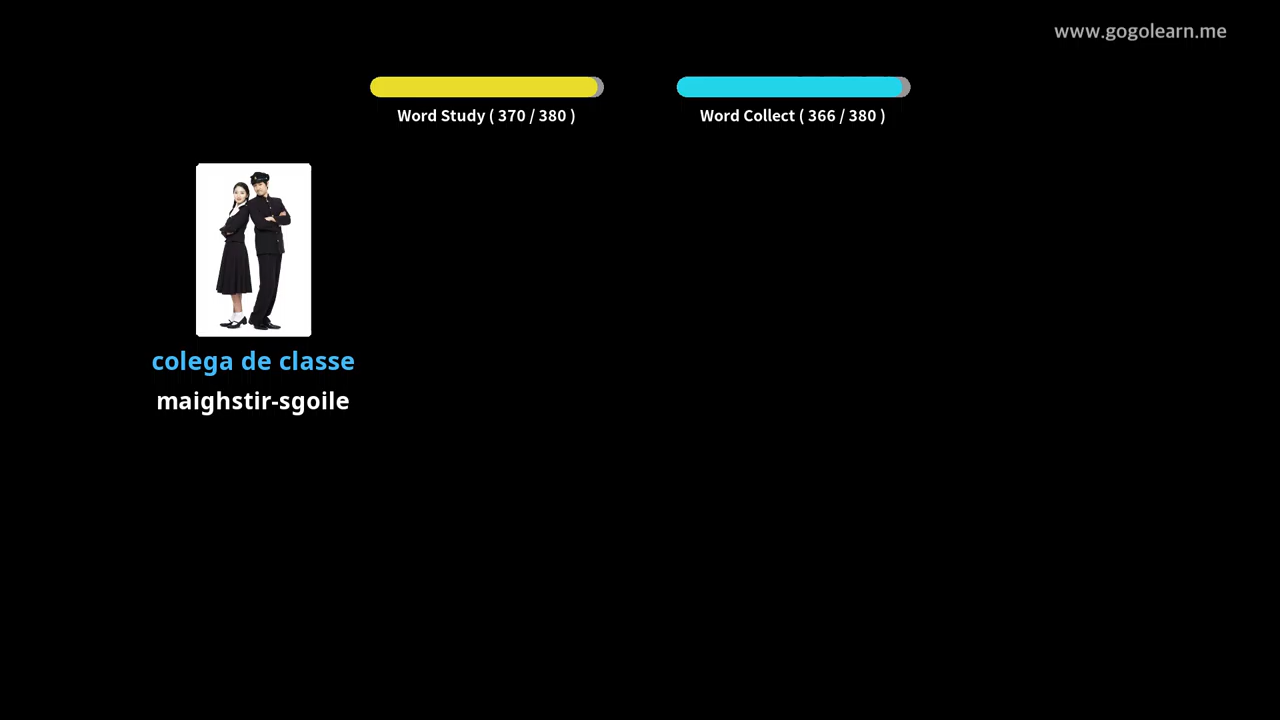 www.gogolearn.me
Word Study ( 370 / 380 )
Word Collect ( 366 / 380 )
colega de classe
maighstir-sgoile